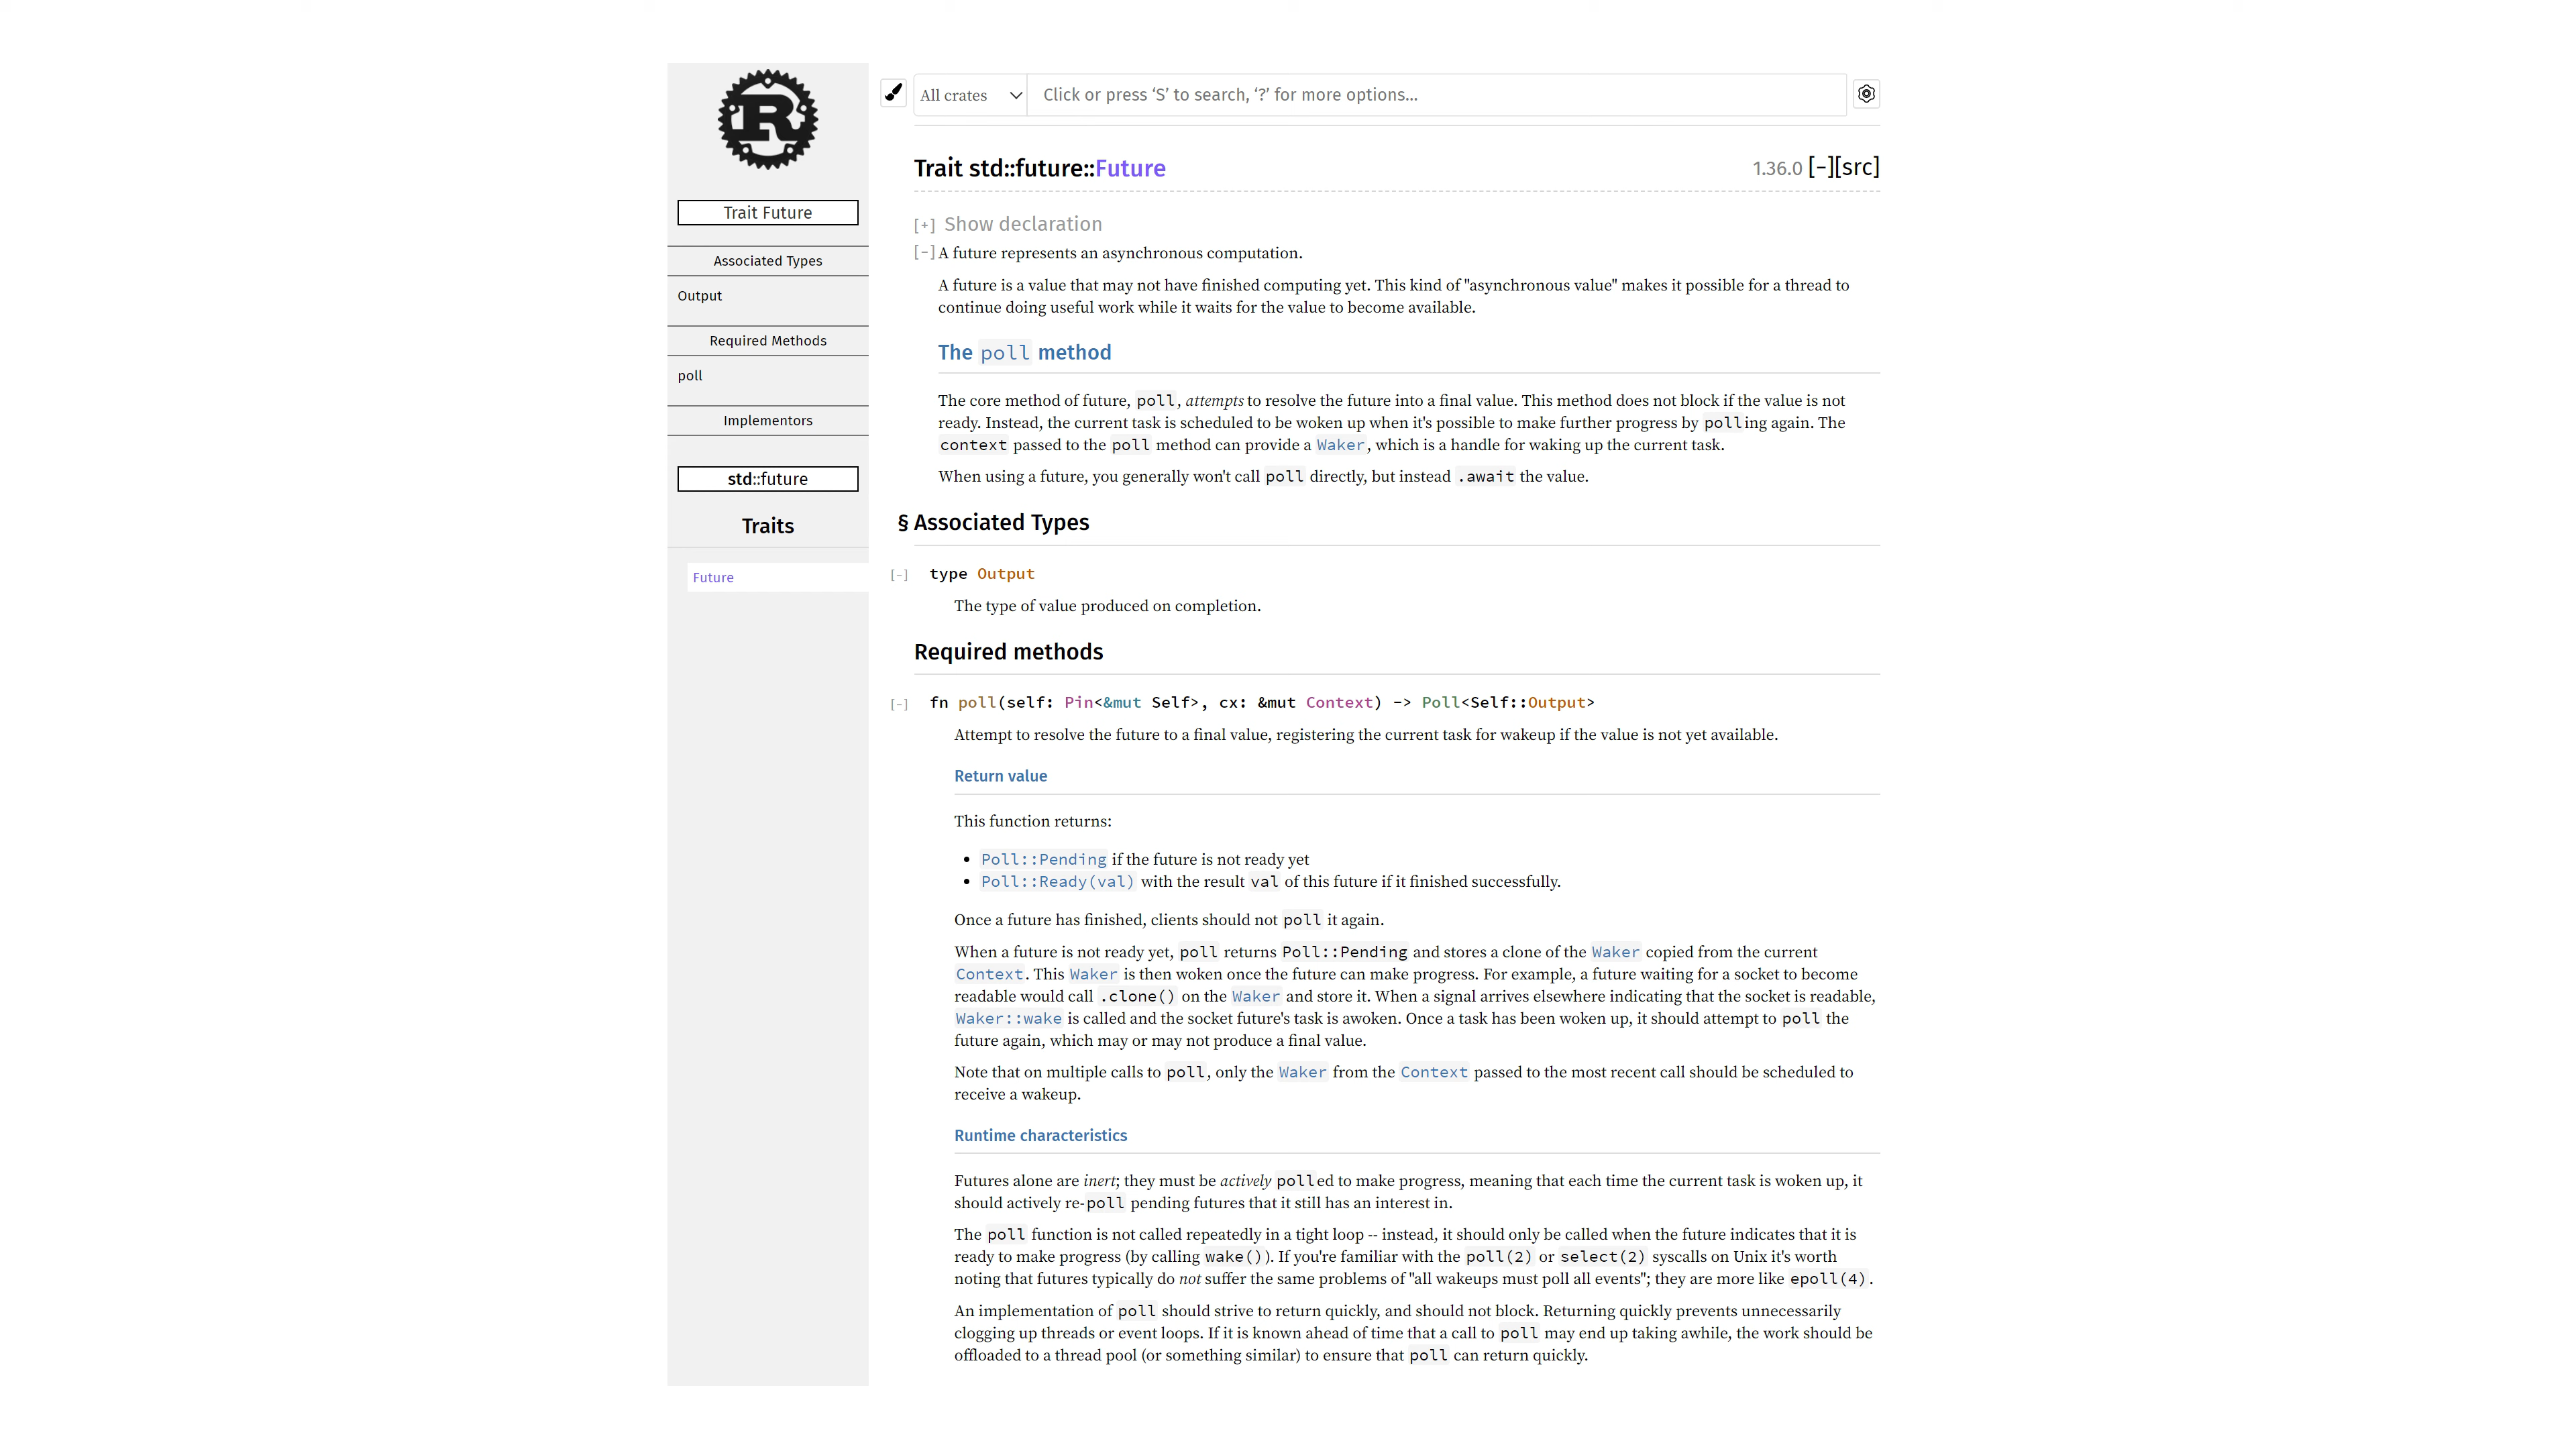 R
Trait Future
Associated Types
Output
Required Methods
poll
Implementors
std::future
Traits
Future
All crates
Click or press ‘S’ to search, ‘?’ for more options…
Trait std::future::Future
1.36.0 [-][src]
[+] Show declaration
[-] A future represents an asynchronous computation.
A future is a value that may not have finished computing yet. This kind of "asynchronous value" makes it possible for a thread to
continue doing useful work while it waits for the value to become available.
The poll method
The core method of future, poll, attempts to resolve the future into a final value. This method does not block if the value is not
ready. Instead, the current task is scheduled to be woken up when it's possible to make further progress by polling again. The
context passed to the poll method can provide a Waker, which is a handle for waking up the current task.
When using a future, you generally won't call poll directly, but instead .await the value.
§ Associated Types
[-] type Output
The type of value produced on completion.
Required methods
[-] fn poll(self: Pin<&mut Self>, cx: &mut Context) -> Poll<Self::Output>
Attempt to resolve the future to a final value, registering the current task for wakeup if the value is not yet available.
Return value
This function returns:
• Poll::Pending if the future is not ready yet
• Poll::Ready(val) with the result val of this future if it finished successfully.
Once a future has finished, clients should not poll it again.
When a future is not ready yet, poll returns Poll::Pending and stores a clone of the Waker copied from the current
Context. This Waker is then woken once the future can make progress. For example, a future waiting for a socket to become
readable would call .clone() on the Waker and store it. When a signal arrives elsewhere indicating that the socket is readable,
Waker::wake is called and the socket future's task is awoken. Once a task has been woken up, it should attempt to poll the
future again, which may or may not produce a final value.
Note that on multiple calls to poll, only the Waker from the Context passed to the most recent call should be scheduled to
receive a wakeup.
Runtime characteristics
Futures alone are inert; they must be actively polled to make progress, meaning that each time the current task is woken up, it
should actively re-poll pending futures that it still has an interest in.
The poll function is not called repeatedly in a tight loop -- instead, it should only be called when the future indicates that it is
ready to make progress (by calling wake()). If you're familiar with the poll(2) or select(2) syscalls on Unix it's worth
noting that futures typically do not suffer the same problems of "all wakeups must poll all events"; they are more like epoll(4).
An implementation of poll should strive to return quickly, and should not block. Returning quickly prevents unnecessarily
clogging up threads or event loops. If it is known ahead of time that a call to poll may end up taking awhile, the work should be
offloaded to a thread pool (or something similar) to ensure that poll can return quickly.